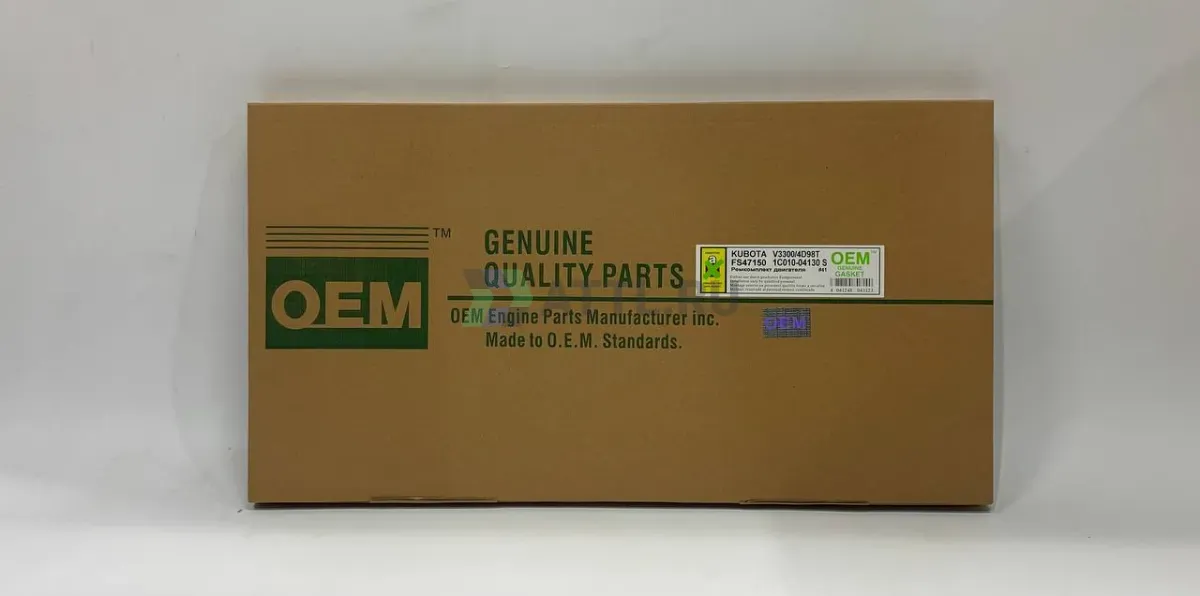 OEM
TM
GENUINE
QUALITY PARTS
OEM Engine Parts Manufacturer inc.
Made to O.E.M. Standards.
KUBOTA V3300/4D98T
FS47150 1C010-04130 S
Ремкомплект двигателя
OEM
GENUINE
GASKET
OEM